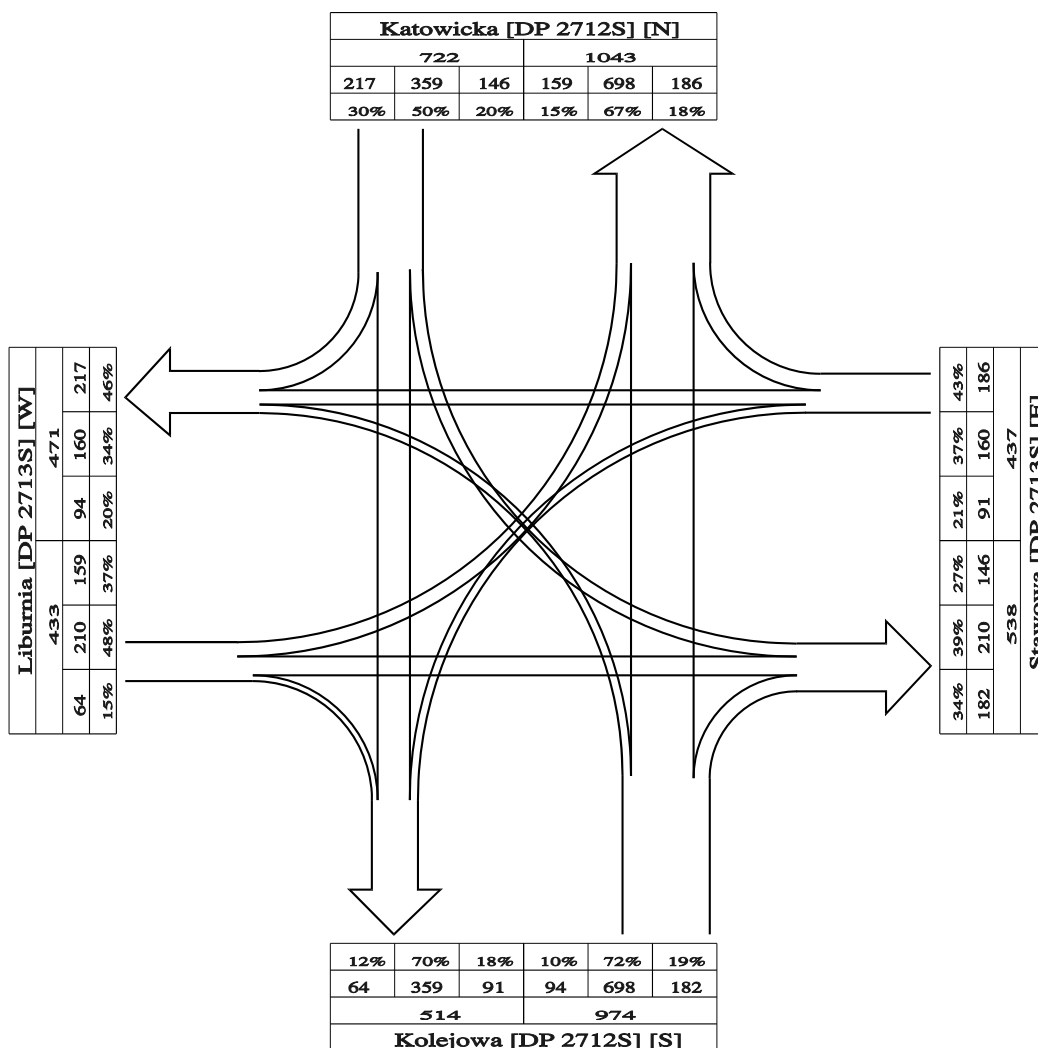 Katowicka [DP 2712S] [N]
722 1043
217 359 146 159 698 186
30% 50% 20% 15% 67% 18%
Liburnia [DP 2713S] [W]
433 471
64 210 159 94 160 217
15% 48% 37% 20% 34% 46%
43% 37% 21% 27% 39% 34%
186 160 91 146 210 182
437 538
Stawowa [DP 2713S] [E]
12% 70% 18% 10% 72% 19%
64 359 91 94 698 182
514 974
Kolejowa [DP 2712S] [S]